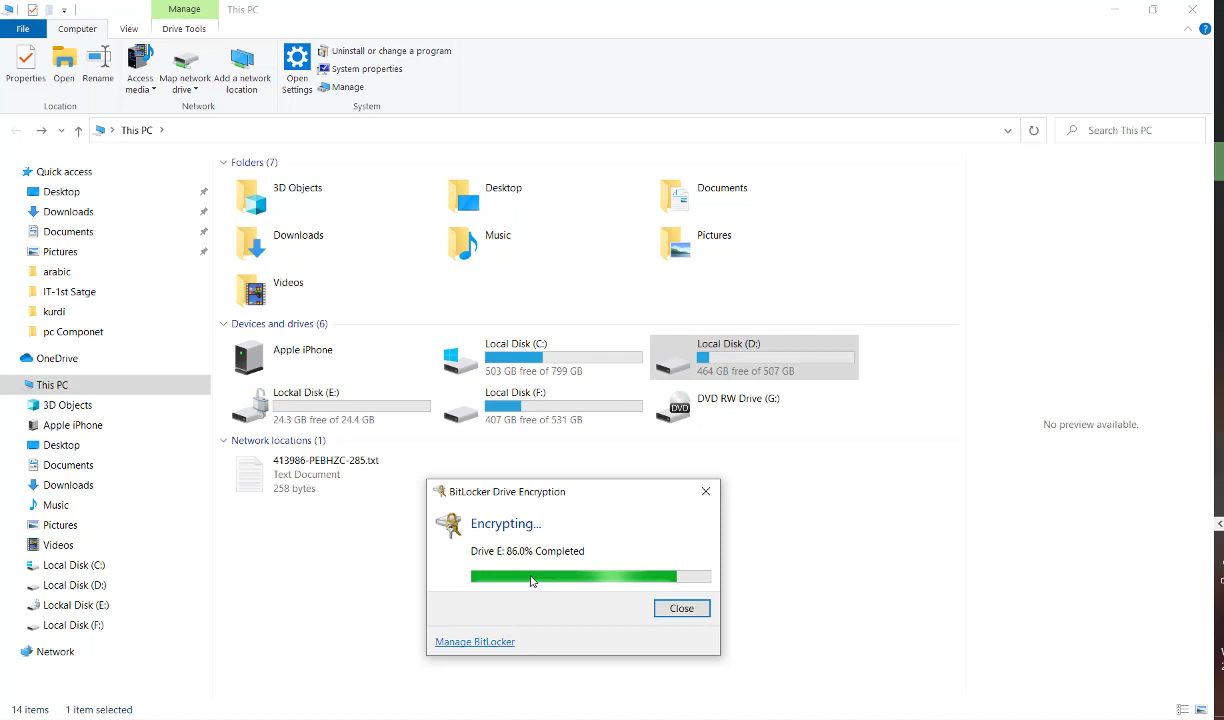 Manage
This PC
File
Computer
View
Drive Tools
Properties
Open
Rename
Access media
Map network drive
Add a network location
Open Settings
Uninstall or change a program
System properties
Manage
Location
Network
System
This PC
Search This PC
Quick access
Desktop
Downloads
Documents
Pictures
arabic
IT-1st Satge
kurdi
pc Componet
OneDrive
This PC
3D Objects
Apple iPhone
Desktop
Documents
Downloads
Music
Pictures
Videos
Local Disk (C:)
Local Disk (D:)
Lockal Disk (E:)
Local Disk (F:)
Network
Folders (7)
3D Objects
Desktop
Documents
Downloads
Music
Pictures
Videos
Devices and drives (6)
Apple iPhone
Local Disk (C:)
503 GB free of 799 GB
Local Disk (D:)
464 GB free of 507 GB
Lockal Disk (E:)
24.3 GB free of 24.4 GB
Local Disk (F:)
407 GB free of 531 GB
DVD
DVD RW Drive (G:)
Network locations (1)
413986-PEBHZC-285.txt
Text Document
258 bytes
No preview available.
BitLocker Drive Encryption
Encrypting...
Drive E: 86.0% Completed
Close
Manage BitLocker
14 items
1 item selected